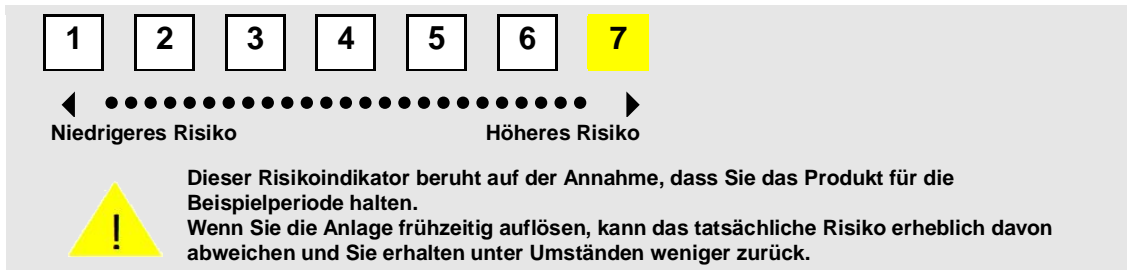 1 2 3 4 5 6 7
Niedrigeres Risiko Höheres Risiko
Dieser Risikoindikator beruht auf der Annahme, dass Sie das Produkt für die
Beispielperiode halten.
Wenn Sie die Anlage frühzeitig auflösen, kann das tatsächliche Risiko erheblich davon
abweichen und Sie erhalten unter Umständen weniger zurück.
!